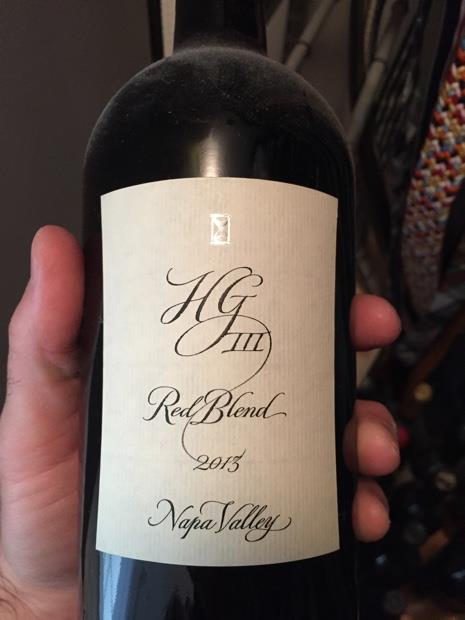 HG
III
Red Blend
2013
Napa Valley